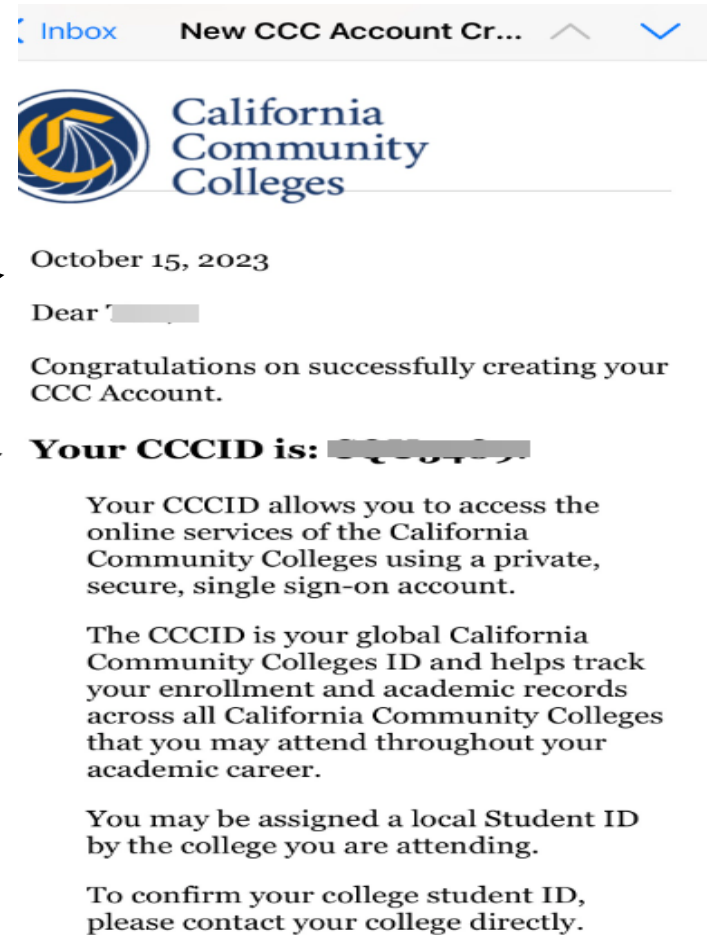 Inbox New CCC Account Cr...
California
Community
Colleges
October 15, 2023
Dear
Congratulations on successfully creating your
CCC Account.
Your CCCID is:
Your CCCID allows you to access the
online services of the California
Community Colleges using a private,
secure, single sign-on account.
The CCCID is your global California
Community Colleges ID and helps track
your enrollment and academic records
across all California Community Colleges
that you may attend throughout your
academic career.
You may be assigned a local Student ID
by the college you are attending.
To confirm your college student ID,
please contact your college directly.